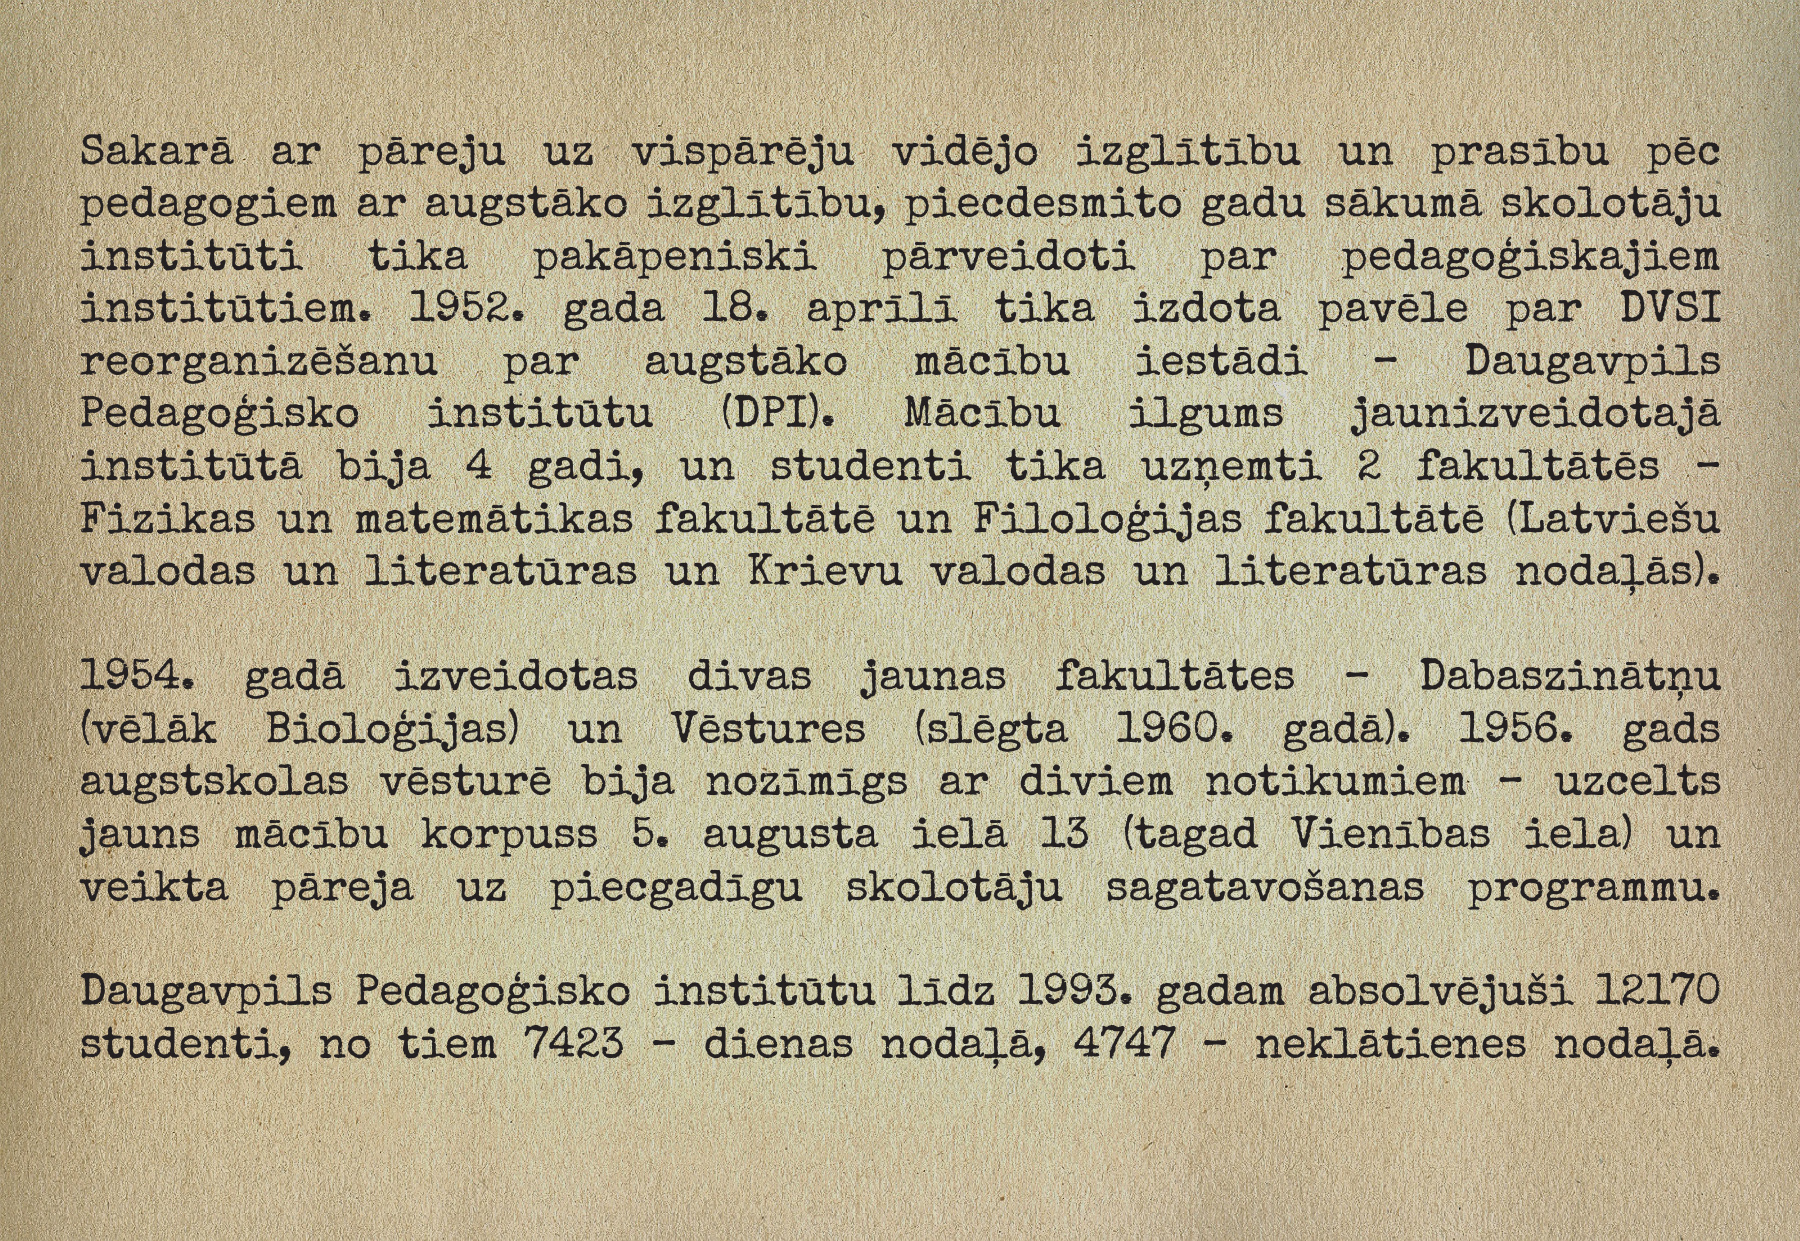 Sakarā ar pāreju uz vispārēju vidējo izglītību un prasību pēc
pedagogiem ar augstāko izglītību, piecdesmito gadu sākumā skolotāju
institūti tika pakāpeniski pārveidoti par pedagoģiskajiem
institūtiem. 1952. gada 18. aprīlī tika izdota pavēle par DVSI
reorganizēšanu par augstāko mācību iestādi – Daugavpils
Pedagoģisko institūtu (DPI). Mācību ilgums jaunizveidotajā
institūtā bija 4 gadi, un studenti tika uzņemti 2 fakultātēs –
Fizikas un matemātikas fakultātē un Filoloģijas fakultātē (Latviešu
valodas un literatūras un Krievu valodas un literatūras nodaļās).
1954. gadā izveidotas divas jaunas fakultātes – Dabaszinātņu
(vēlāk Bioloģijas) un Vēstures (slēgta 1960. gadā). 1956. gads
augstskolas vēsturē bija nozīmīgs ar diviem notikumiem – uzcelts
jauns mācību korpuss 5. augusta ielā 13 (tagad Vienības iela) un
veikta pāreja uz piecgadīgu skolotāju sagatavošanas programmu.
Daugavpils Pedagoģisko institūtu līdz 1993. gadam absolvējuši 12170
studenti, no tiem 7423 – dienas nodaļā, 4747 – neklātienes nodaļā.